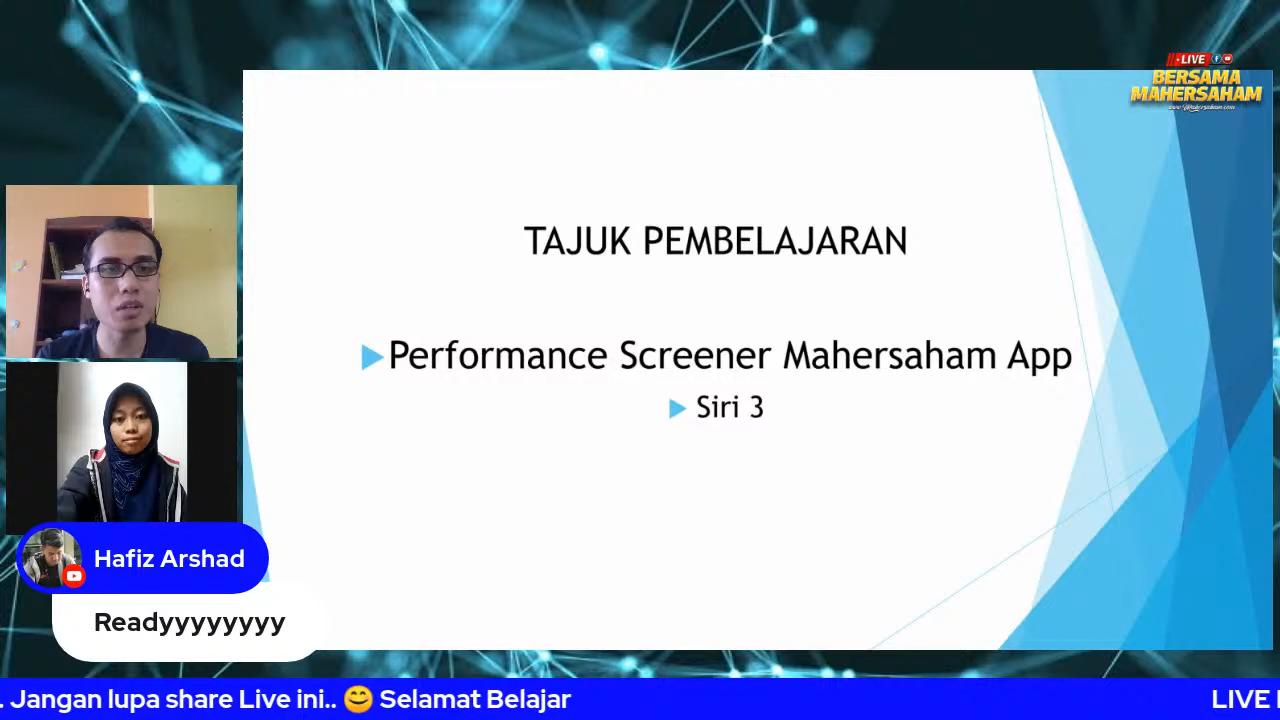 LIVE
BERSAMA
MAHERSAHAM
TAJUK PEMBELAJARAN
Performance Screener Mahersaham App
Siri 3
Hafiz Arshad
Readyyyyyyyy
. Jangan lupa share Live ini.. 😊 Selamat Belajar
LIVE